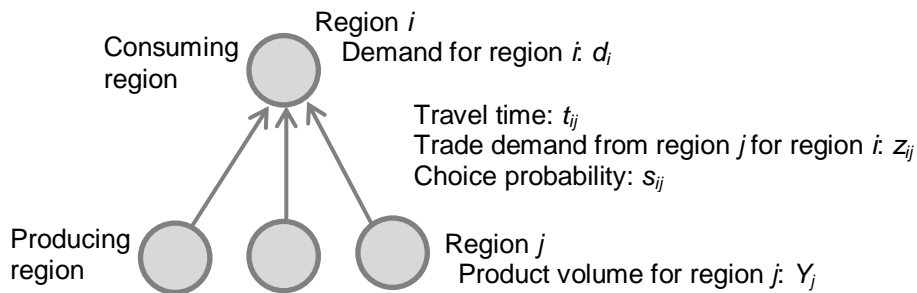 Region i
Consuming
region
Demand for region i: dᵢ
Travel time: tᵢⱼ
Trade demand from region j for region i: zᵢⱼ
Choice probability: sᵢⱼ
Producing
region
Region j
Product volume for region j: Yⱼ